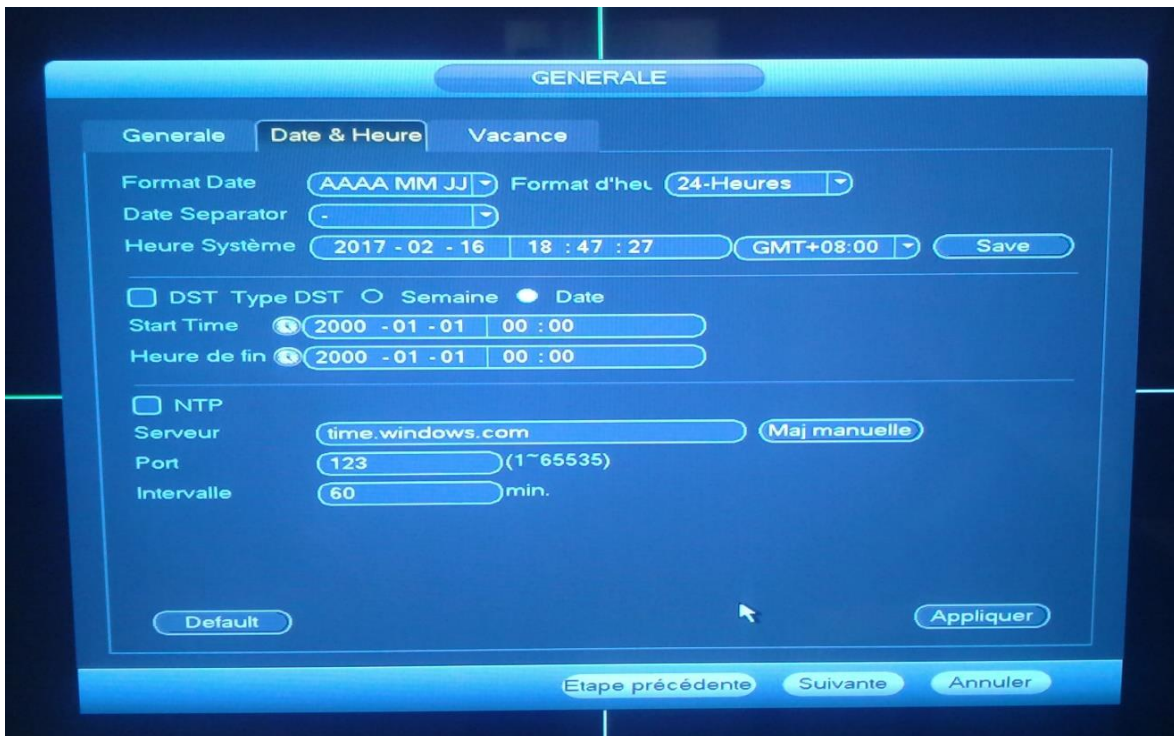 GENERALE
Generale Date & Heure Vacance
Format Date AAAA MM JJ Format d'heu 24-Heures
Date Separator -
Heure Système 2017 - 02 - 16 18 : 47 : 27 GMT+08:00 Save
DST Type DST Semaine Date
Start Time 2000 - 01 - 01 00 : 00
Heure de fin 2000 - 01 - 01 00 : 00
NTP
Serveur time.windows.com Maj manuelle
Port 123 (1~65535)
Intervalle 60 min.
Default Appliquer
Etape précédente Suivante Annuler